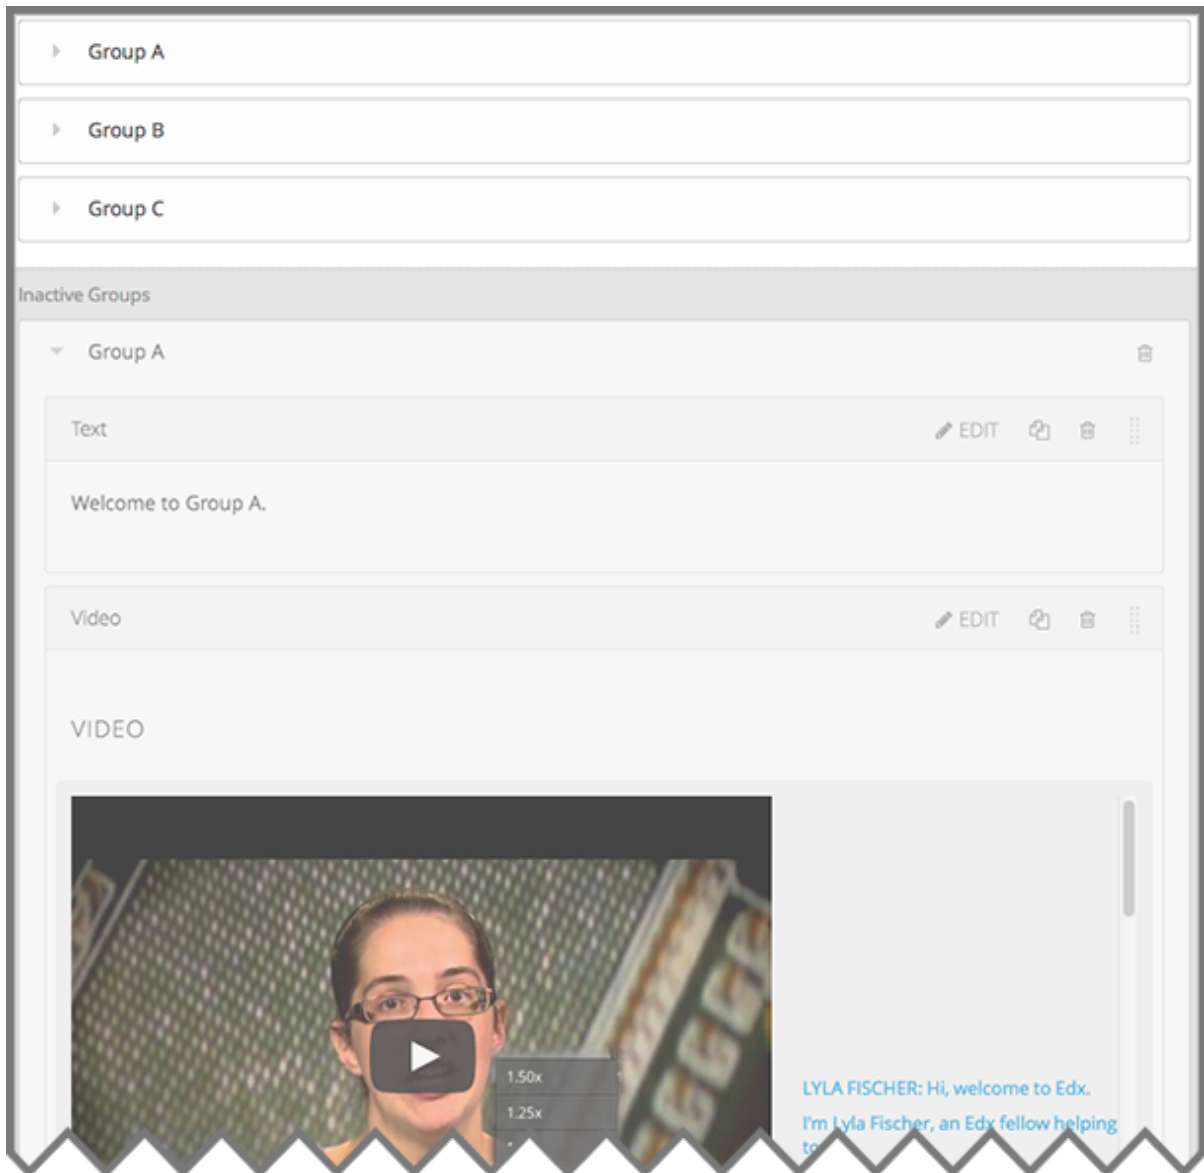 Group A
Group B
Group C
Inactive Groups
Group A
Text
EDIT
Welcome to Group A.
Video
EDIT
VIDEO
1.50x
1.25x
LYLA FISCHER: Hi, welcome to Edx.
I'm Lyla Fischer, an Edx fellow helping